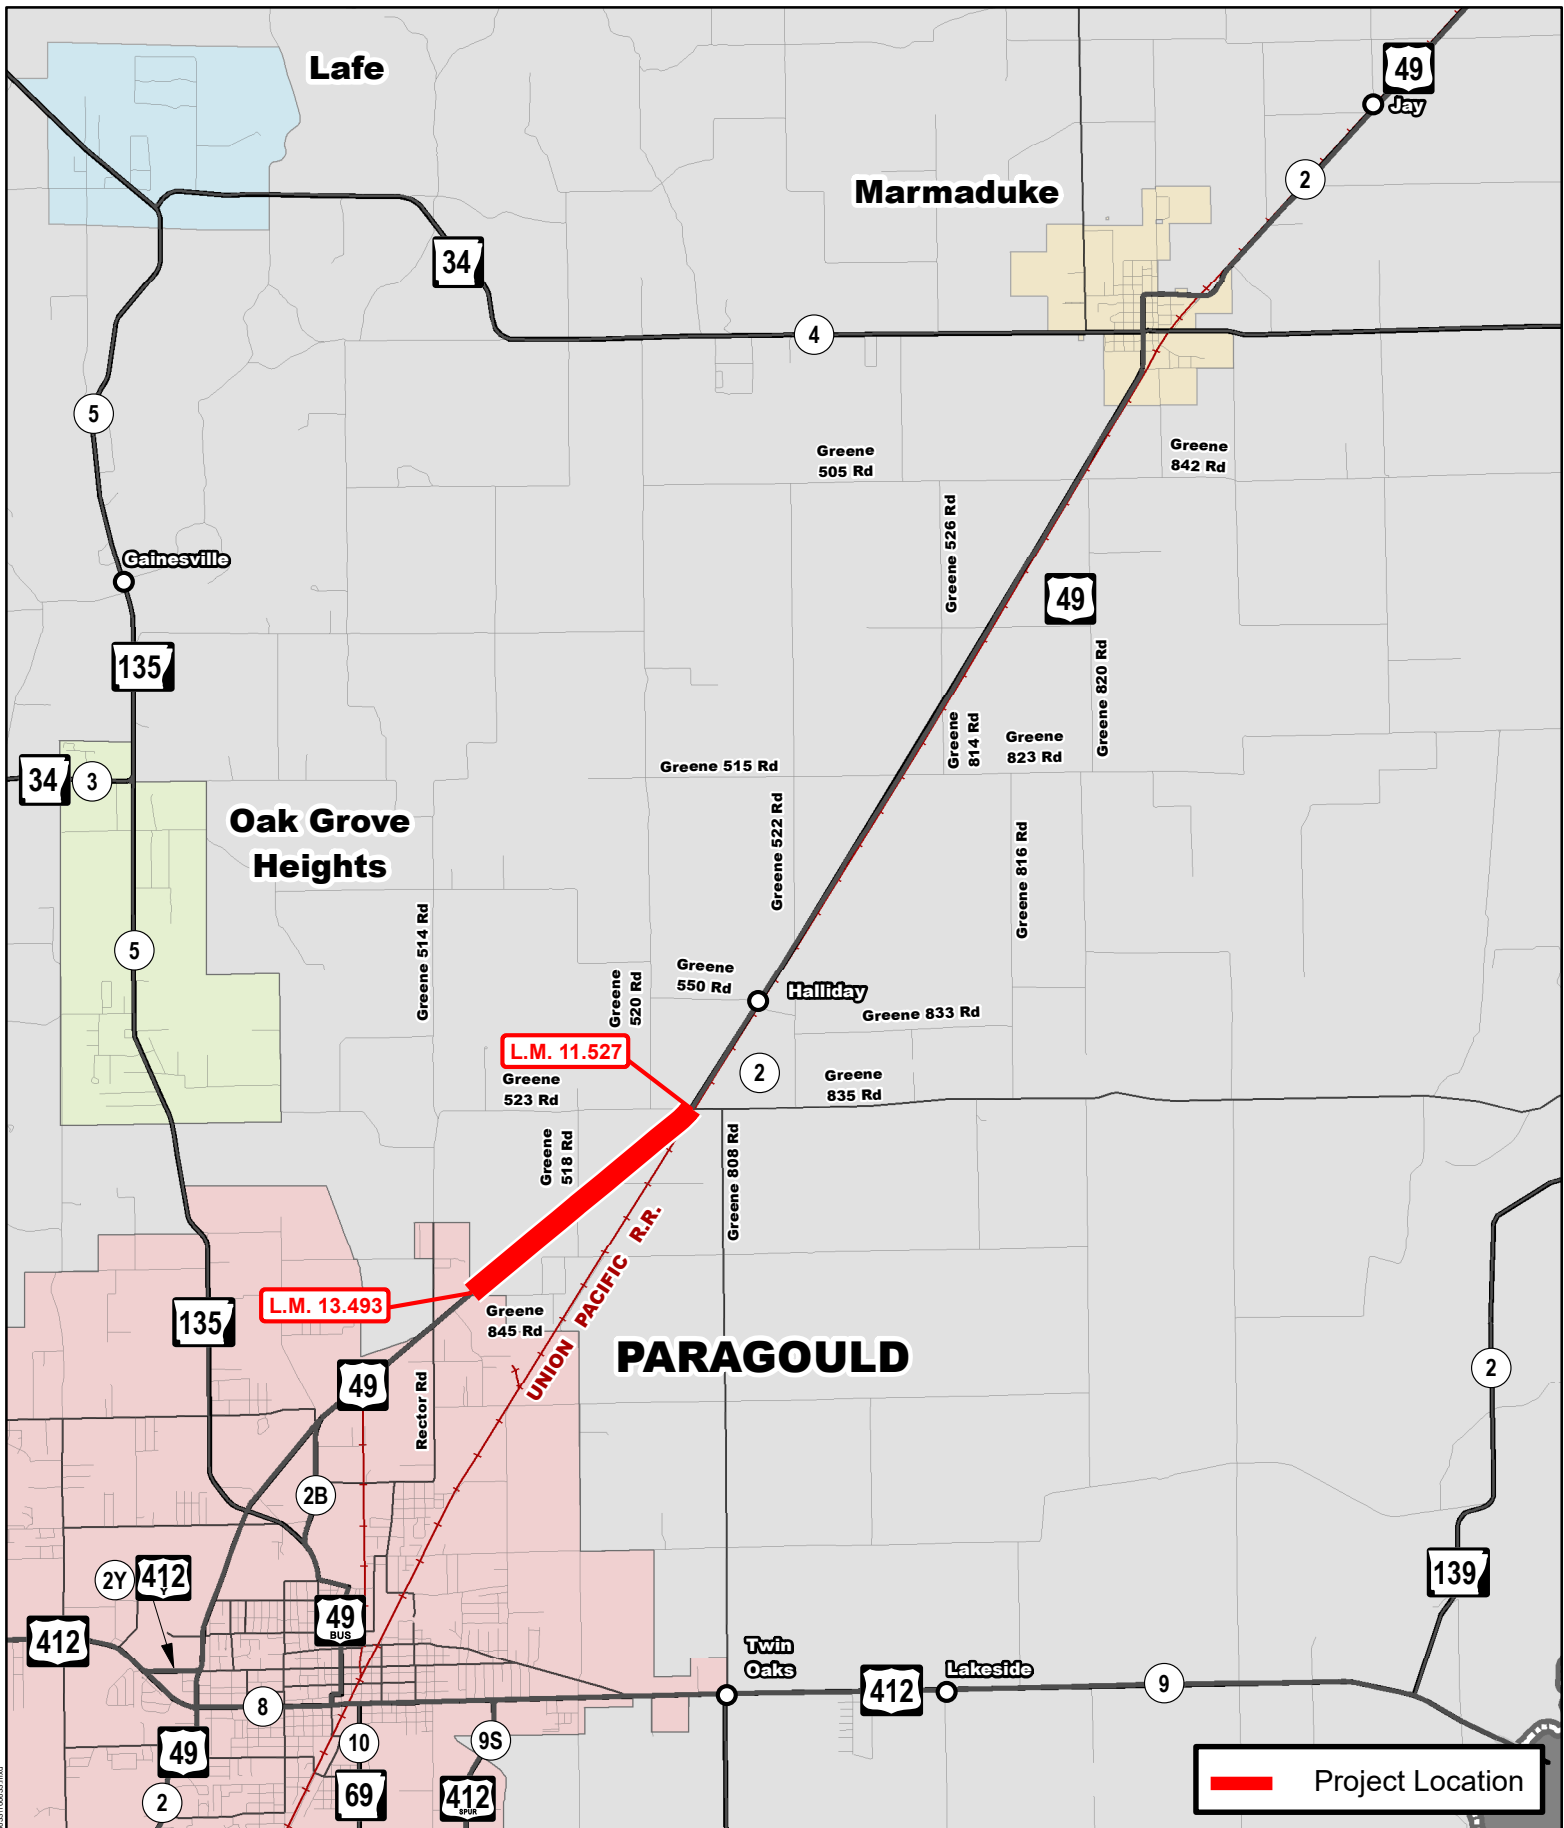 Lafe
49
Jay
2
Marmaduke
34
4
5
Greene
505 Rd
Greene
842 Rd
Greene 526 Rd
Gainesville
49
135
Greene 820 Rd
Greene
814 Rd
Greene
823 Rd
Greene 515 Rd
34
3
Oak Grove
Heights
Greene 522 Rd
Greene 816 Rd
Greene 514 Rd
5
Greene
520 Rd
Greene
550 Rd
Halliday
Greene 833 Rd
L.M. 11.527
2
Greene
523 Rd
Greene
835 Rd
Greene
518 Rd
Greene 808 Rd
UNION PACIFIC R.R.
L.M. 13.493
135
Greene
845 Rd
PARAGOULD
49
Rector Rd
2
2B
2Y
412
Y
139
49
BUS
412
Twin
Oaks
Lakeside
412
9
8
49
10
9S
2
69
412
SPUR
Project Location